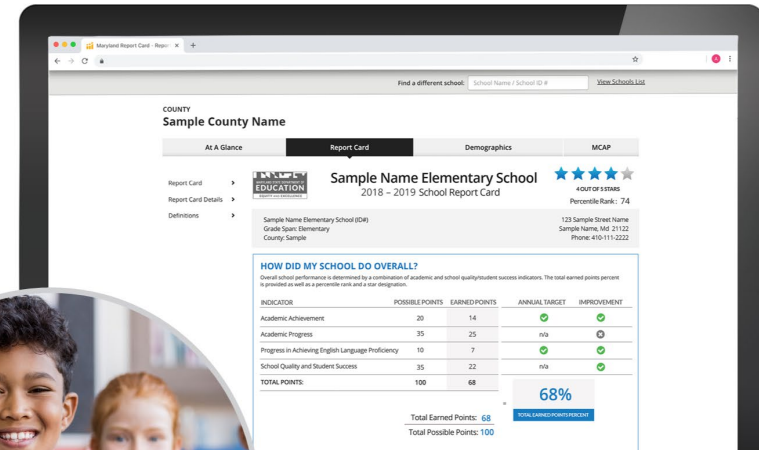 Maryland Report Card - Repor
Find a different school: School Name / School ID # View Schools List
COUNTY
Sample County Name
At A Glance Report Card Demographics MCAP
Report Card
Report Card Details
Definitions
EDUCATION
EQUITY AND EXCELLENCE
Sample Name Elementary School
2018 – 2019 School Report Card
4 OUT OF 5 STARS
Percentile Rank: 74
Sample Name Elementary School (ID#)
Grade Span: Elementary
County: Sample
123 Sample Street Name
Sample Name, Md 21122
Phone: 410-111-2222
HOW DID MY SCHOOL DO OVERALL?
Overall school performance is determined by a combination of academic and school quality/student success indicators. The total earned points percent
is provided as well as a percentile rank and a star designation.
INDICATOR POSSIBLE POINTS EARNED POINTS ANNUAL TARGET IMPROVEMENT
Academic Achievement 20 14
Academic Progress 35 25 n/a
Progress in Achieving English Language Proficiency 10 7
School Quality and Student Success 35 22 n/a
TOTAL POINTS: 100 68
= 68%
TOTAL EARNED POINTS PERCENT
Total Earned Points: 68
Total Possible Points: 100